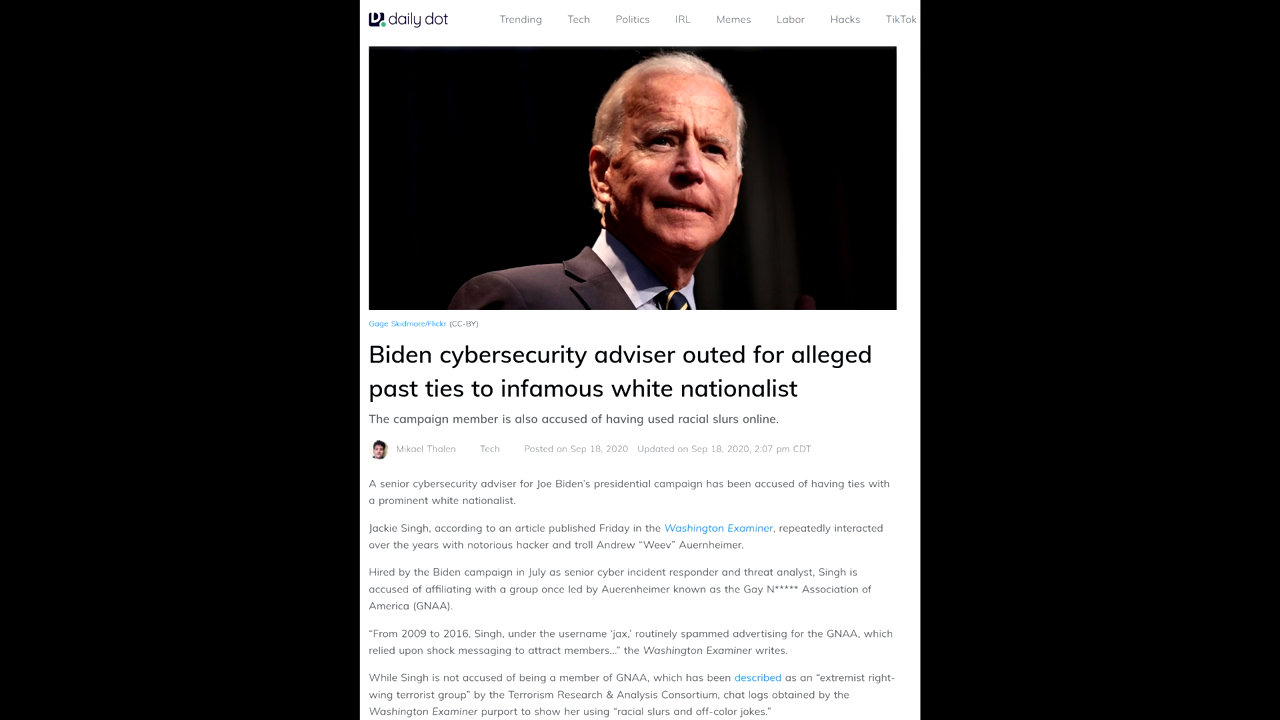 daily dot Trending Tech Politics IRL Memes Labor Hacks TikTok
Gage Skidmore/Flickr (CC-BY)
Biden cybersecurity adviser outed for alleged
past ties to infamous white nationalist
The campaign member is also accused of having used racial slurs online.
Mikael Thalen Tech Posted on Sep 18, 2020 Updated on Sep 18, 2020, 2:07 pm CDT
A senior cybersecurity adviser for Joe Biden's presidential campaign has been accused of having ties with
a prominent white nationalist.
Jackie Singh, according to an article published Friday in the Washington Examiner, repeatedly interacted
over the years with notorious hacker and troll Andrew “Weev” Auernheimer.
Hired by the Biden campaign in July as senior cyber incident responder and threat analyst, Singh is
accused of affiliating with a group once led by Auerenheimer known as the Gay N***** Association of
America (GNAA).
“From 2009 to 2016, Singh, under the username ‘jax,’ routinely spammed advertising for the GNAA, which
relied upon shock messaging to attract members...” the Washington Examiner writes.
While Singh is not accused of being a member of GNAA, which has been described as an “extremist right-
wing terrorist group” by the Terrorism Research & Analysis Consortium, chat logs obtained by the
Washington Examiner purport to show her using “racial slurs and off-color jokes.”